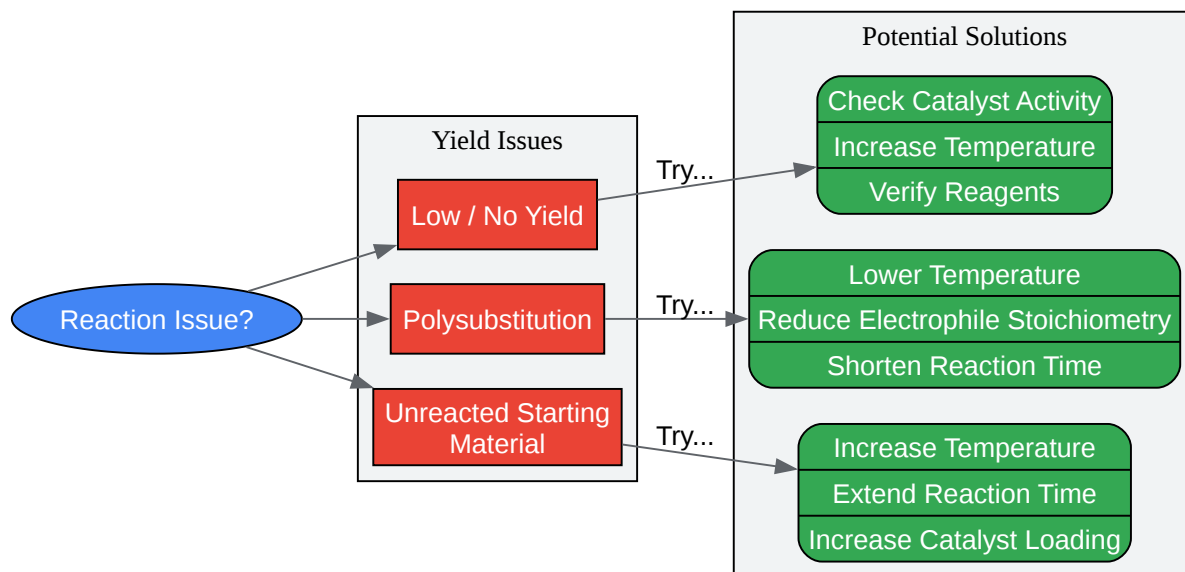 Reaction Issue?
Yield Issues
Low / No Yield
Polysubstitution
Unreacted Starting
Material
Try...
Try...
Try...
Potential Solutions
Check Catalyst Activity
Increase Temperature
Verify Reagents
Lower Temperature
Reduce Electrophile Stoichiometry
Shorten Reaction Time
Increase Temperature
Extend Reaction Time
Increase Catalyst Loading